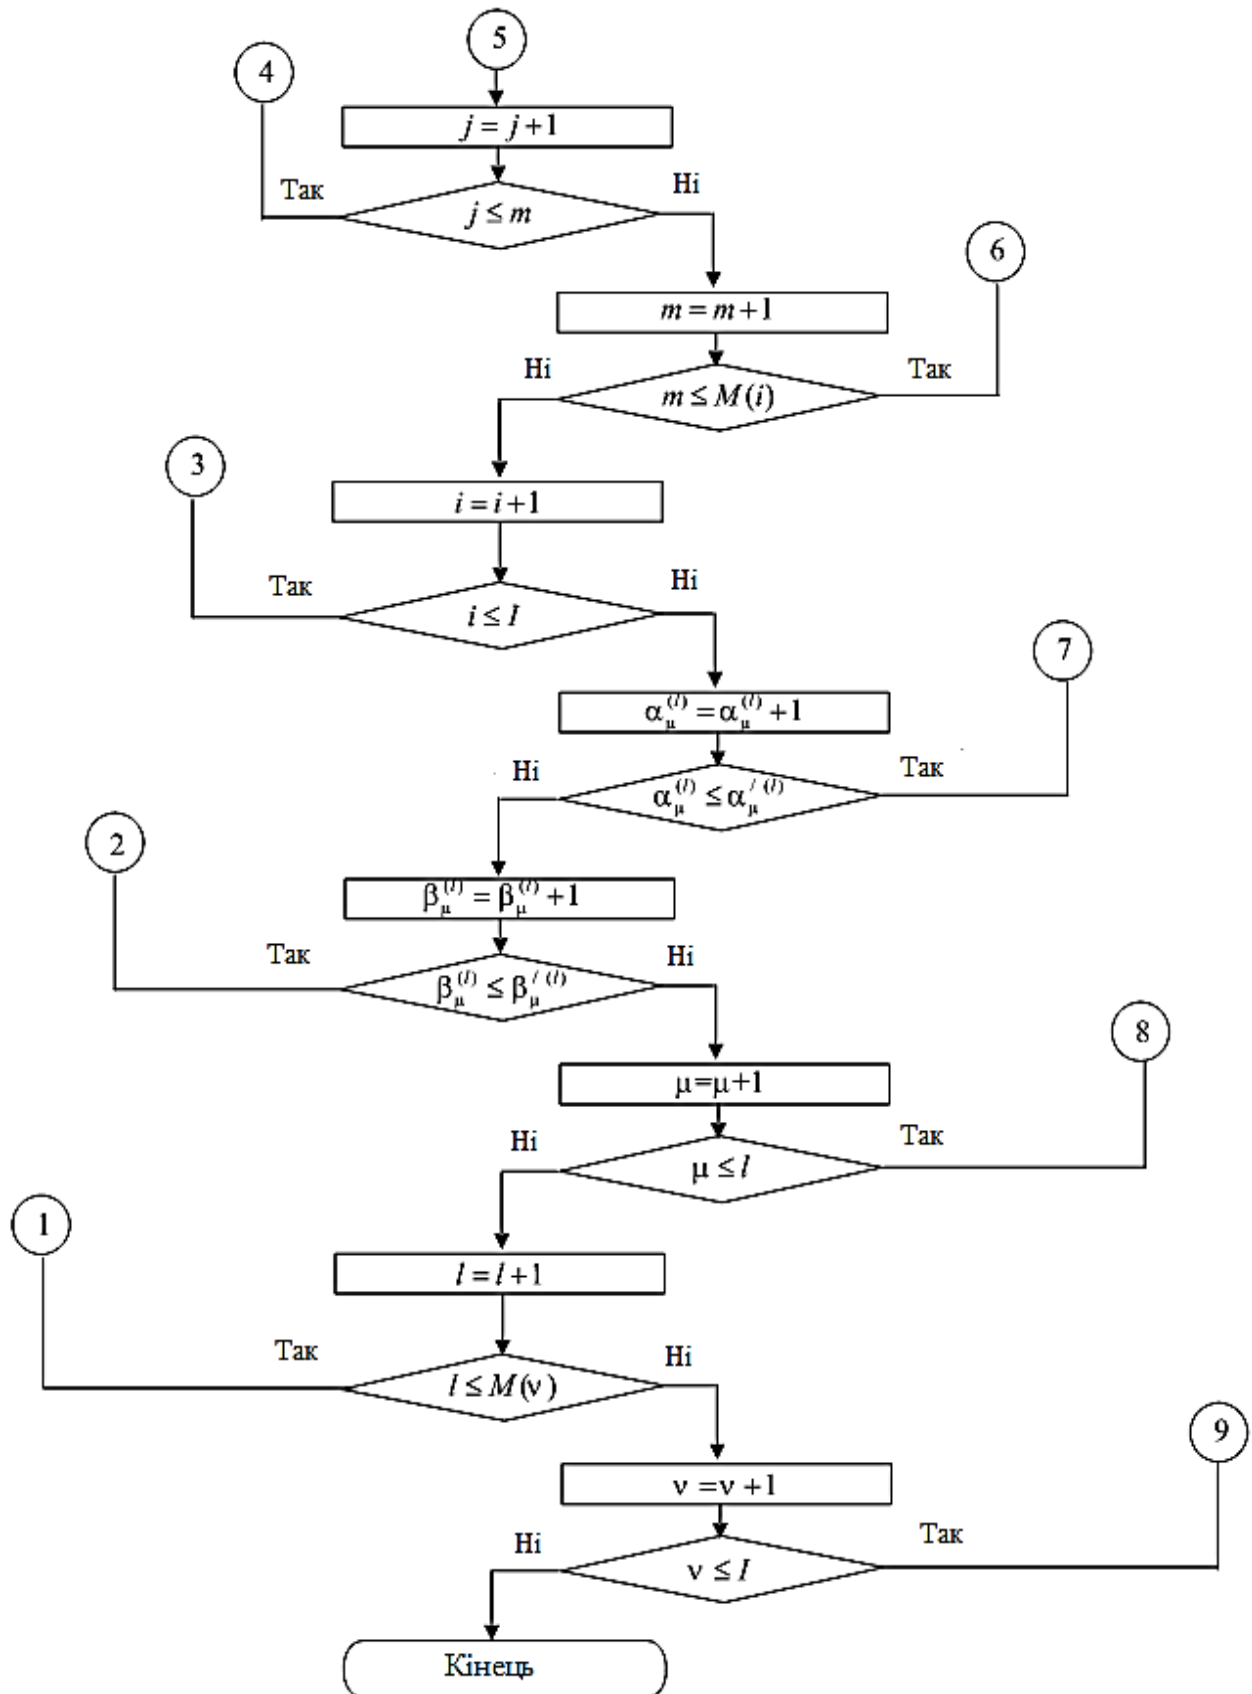 5
4
j = j + 1
Так
Ні
j ≤ m
6
m = m + 1
Ні
Так
m ≤ M(i)
3
i = i + 1
Так
Ні
i ≤ I
7
α_μ^(l) = α_μ^(l) + 1
Ні
Так
α_μ^(l) ≤ α_μ^/(l)
2
β_μ^(l) = β_μ^(l) + 1
Так
Ні
β_μ^(l) ≤ β_μ^/(l)
8
μ=μ+1
Ні
Так
μ ≤ l
1
l = l + 1
Так
Ні
l ≤ M(ν)
9
ν = ν + 1
Ні
Так
ν ≤ I
Кінець